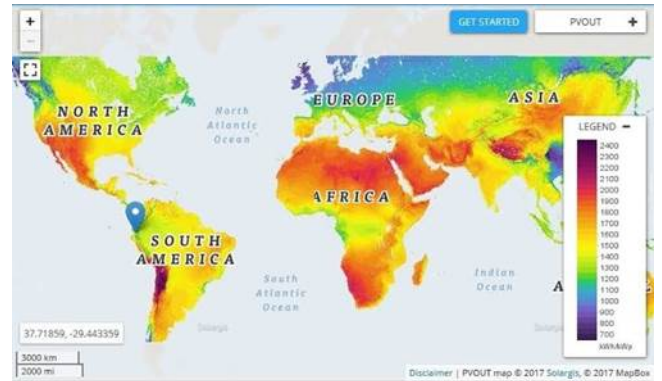 +
GET STARTED
PVOUT +
NORTH
AMERICA
North
Atlantic
Ocean
EUROPE
ASIA
LEGEND −
2400
2300
2200
2100
2000
1900
1800
1700
1600
1500
1400
1300
1200
1100
1000
900
800
700
kWh/kWp
AFRICA
SOUTH
AMERICA
South
Atlantic
Ocean
Indian
Ocean
A
E
37.71859, -29.443359
Solargis
3000 km
2000 mi
Disclaimer | PVOUT map © 2017 Solargis, © 2017 MapBox